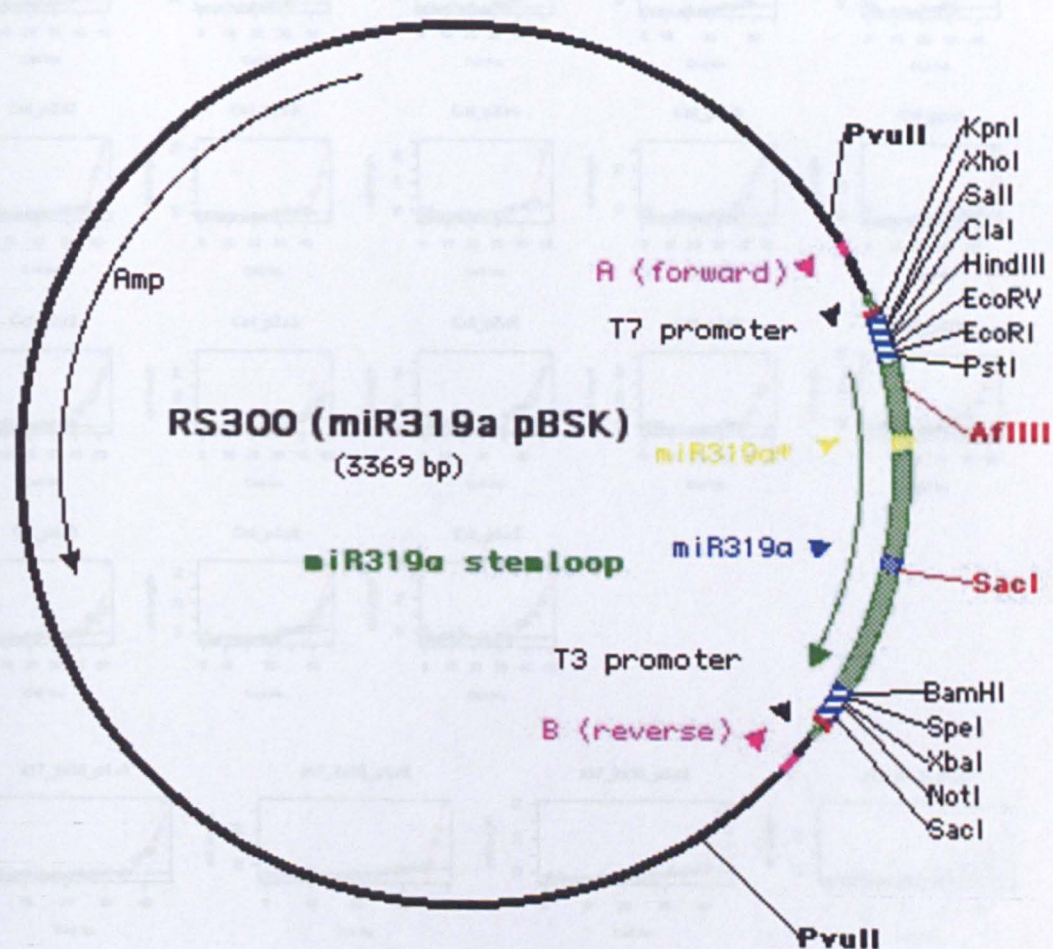 PvuII
KpnI
XhoI
SalI
ClaI
HindIII
EcoRV
EcoRI
PstI
AflIII
SacI
BamHI
SpeI
XbaI
NotI
SacI
PvuII
Amp
A (forward)
T7 promoter
RS300 (miR319a pBSK)
(3369 bp)
miR319a*
miR319a
miR319a stemloop
T3 promoter
B (reverse)